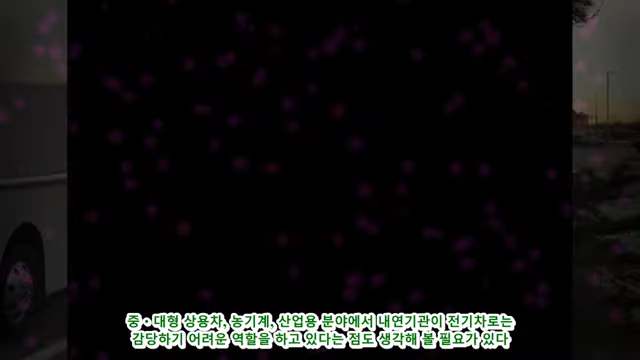 중·대형 상용차, 농기계, 산업용 분야에서 내연기관이 전기차로는
감당하기 어려운 역할을 하고 있다는 점도 생각해 볼 필요가 있다